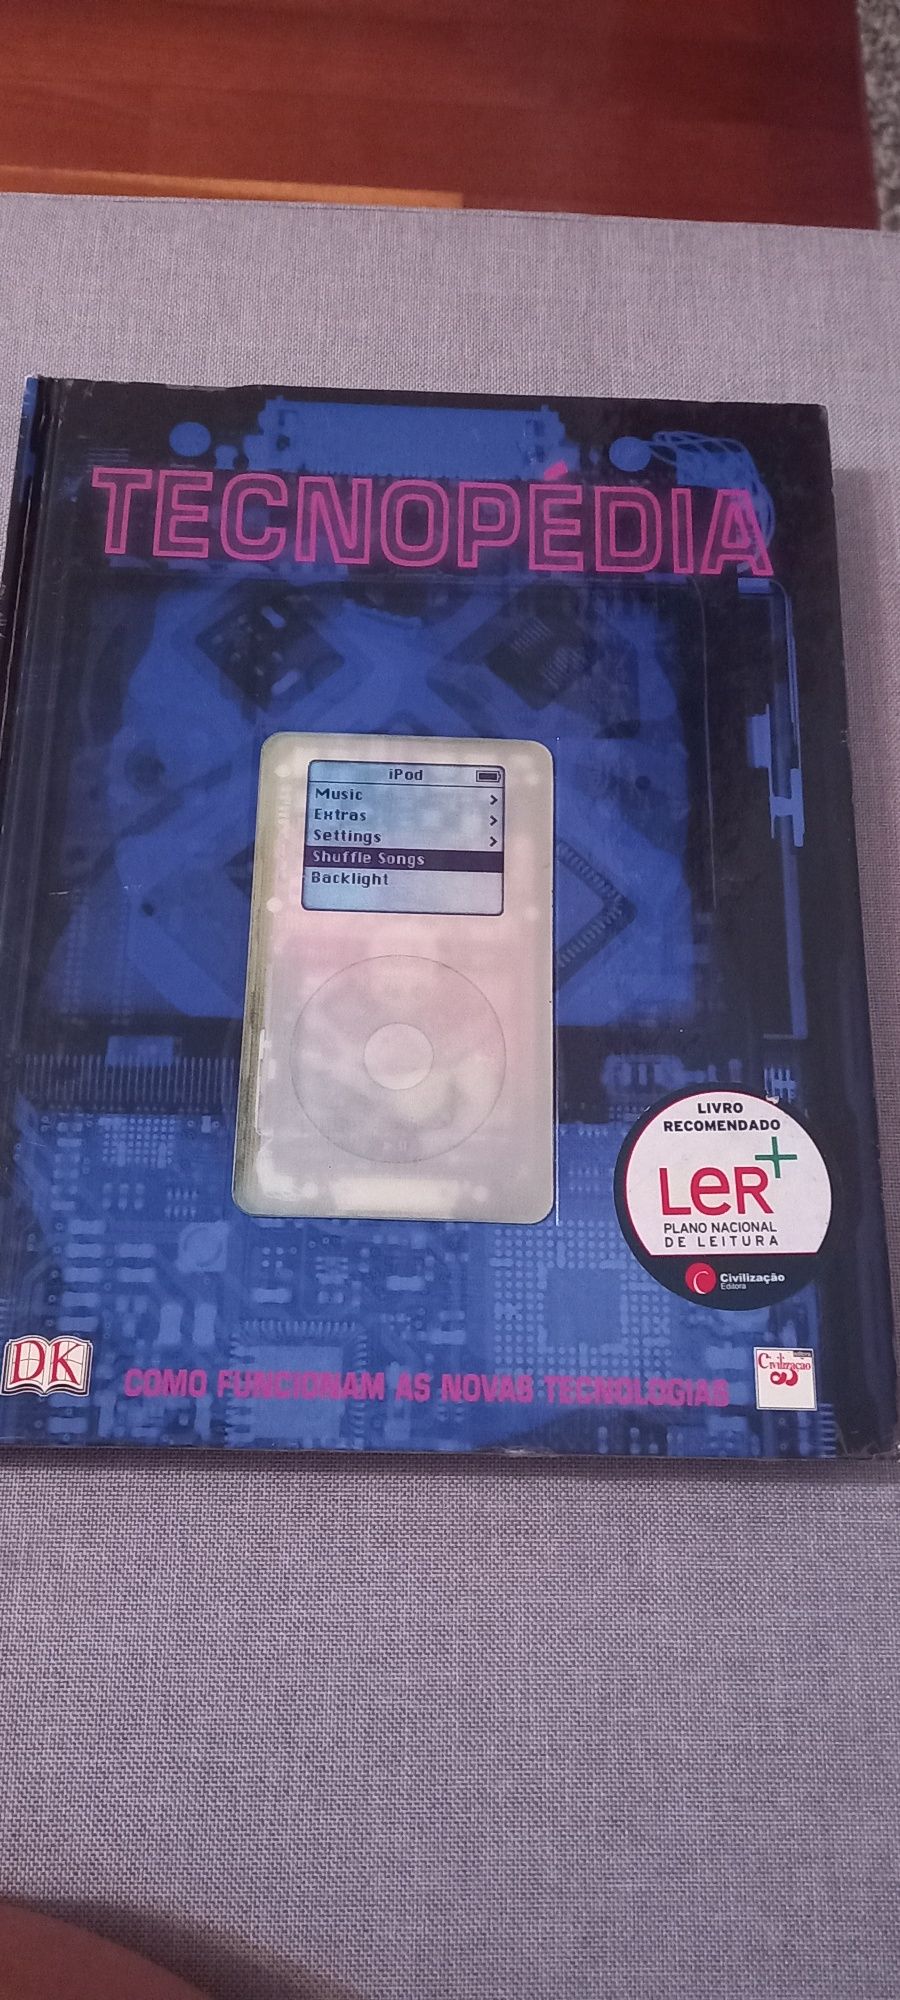 TECNOPÉDIA
iPod
Music
Extras
Settings
Shuffle Songs
Backlight
LIVRO
RECOMENDADO
LeR+
PLANO NACIONAL
DE LEITURA
Civilização
Editora
DK
COMO FUNCIONAM AS NOVAS TECNOLOGIAS
Civilização